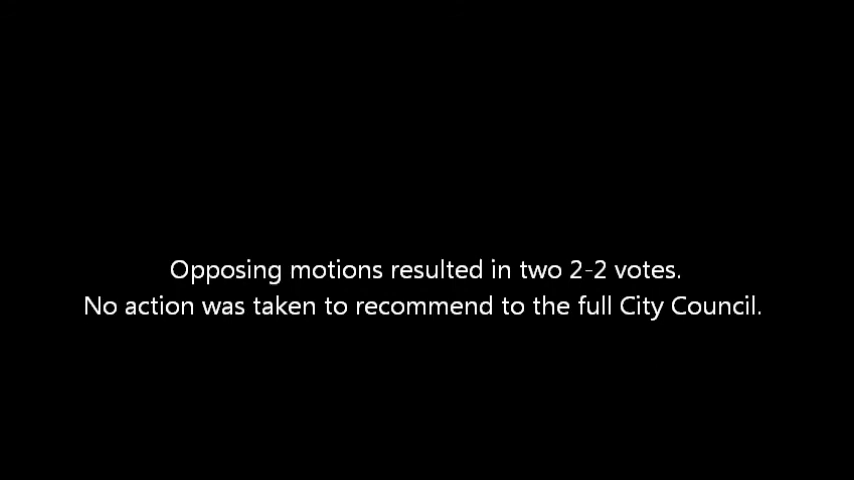 Opposing motions resulted in two 2-2 votes.
No action was taken to recommend to the full City Council.